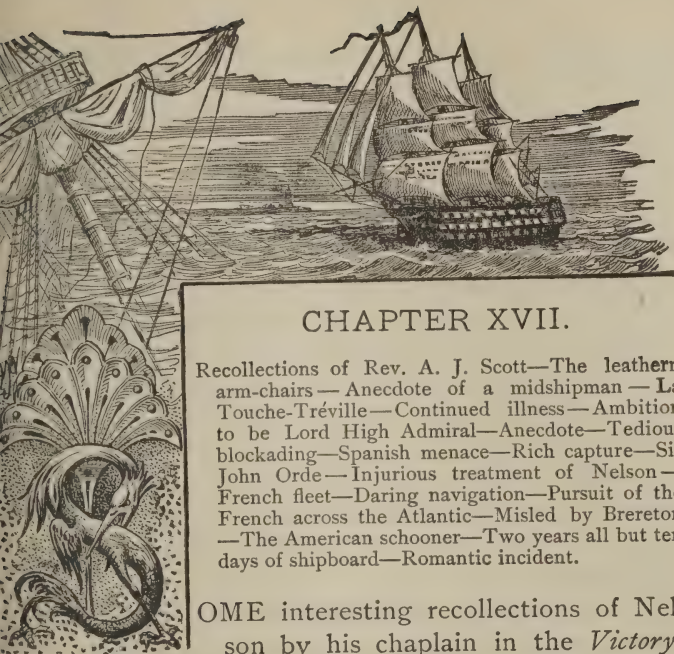 CHAPTER XVII.
Recollections of Rev. A. J. Scott—The leathern
arm-chairs—Anecdote of a midshipman—La
Touche-Tréville—Continued illness—Ambition
to be Lord High Admiral—Anecdote—Tedious
blockading—Spanish menace—Rich capture—Sir
John Orde—Injurious treatment of Nelson—
French fleet—Daring navigation—Pursuit of the
French across the Atlantic—Misled by Brereton
—The American schooner—Two years all but ten
days of shipboard—Romantic incident.
OME interesting recollections of Nel
son by his chaplain in the Victory,